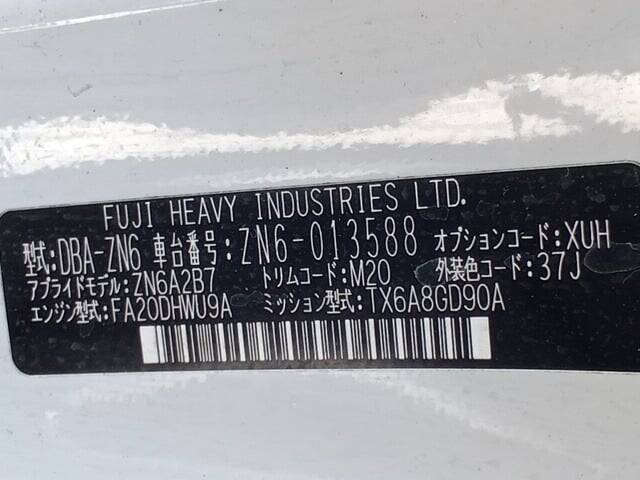 FUJI HEAVY INDUSTRIES LTD.
型式:DBA-ZN6 車台番号:ZN6-013588 オプションコード:XUH
アプライドモデル:ZN6A2B7 トリムコード:M20 外装色コード:37J
エンジン型式:FA20DHWU9A ミッション型式:TX6A8GD90A